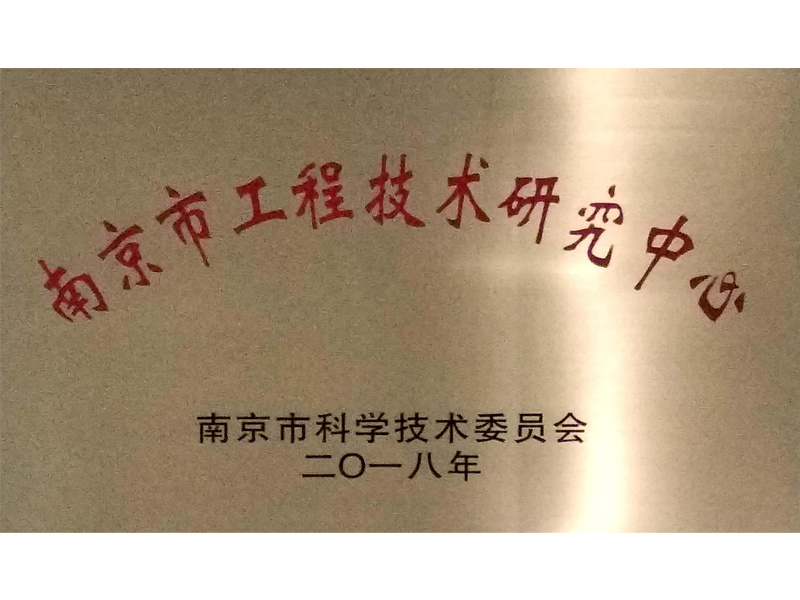 南京市工程技术研究中心
南京市科学技术委员会
二〇一八年